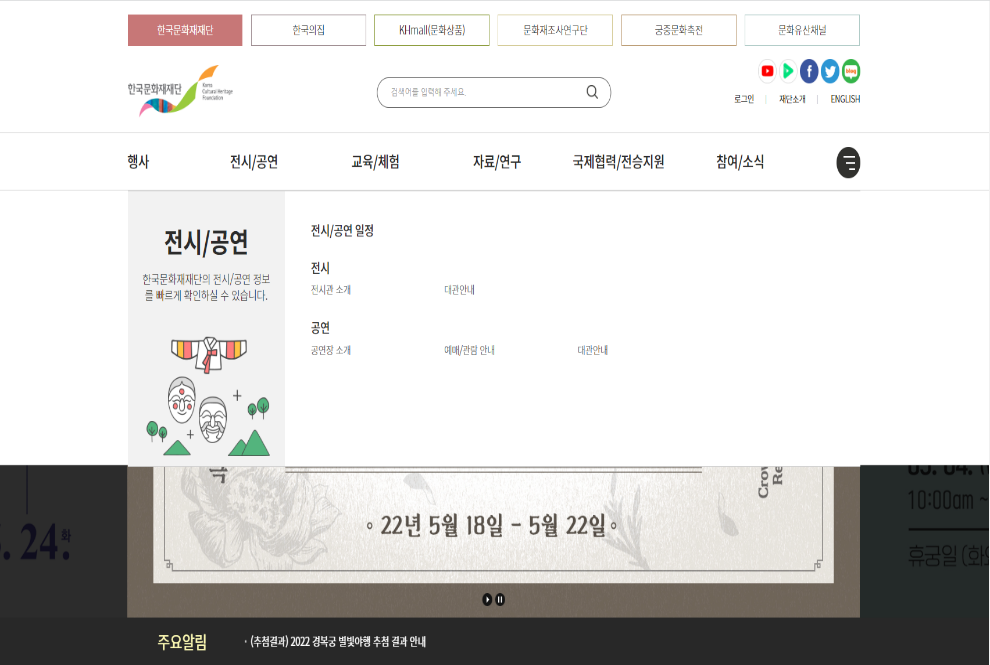 한국문화재재단
한국의집
KHmall(문화상품)
문화재조사연구단
궁중문화축전
문화유산채널
한국문화재재단
Korea
Cultural Heritage
Foundation
검색어를 입력해 주세요.
blog
로그인
재단소개
ENGLISH
행사
전시/공연
교육/체험
자료/연구
국제협력/전승지원
참여/소식
전시/공연
한국문화재재단의 전시/공연 정보
를 빠르게 확인하실 수 있습니다.
전시/공연 일정
전시
전시관 소개
대관안내
공연
공연장 소개
예매/관람 안내
대관안내
22년 5월 18일 - 5월 22일
24. 화
10:00am ~
휴궁일
주요알림
· (추첨결과) 2022 경복궁 별빛야행 추첨 결과 안내